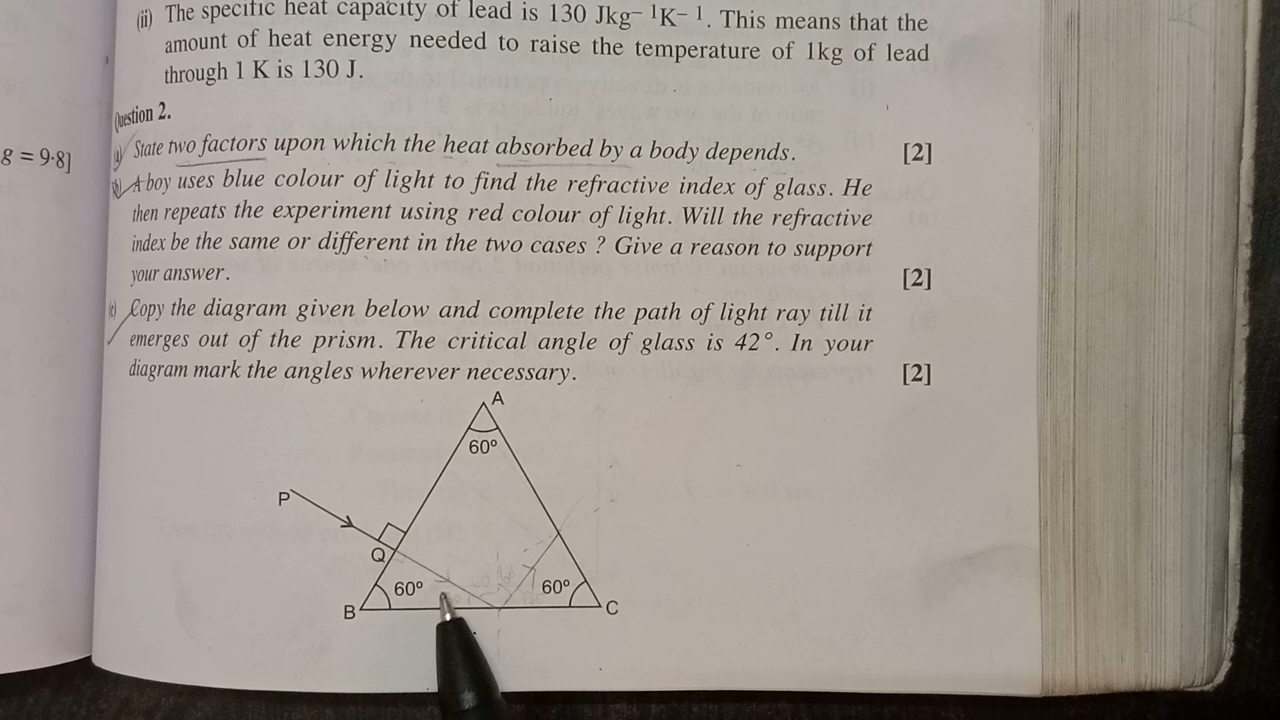 (ii) The specific heat capacity of lead is 130 Jkg– ¹K– ¹. This means that the
amount of heat energy needed to raise the temperature of 1kg of lead
through 1 K is 130 J.
Question 2.
g = 9·8]
(a) State two factors upon which the heat absorbed by a body depends. [2]
(b) A boy uses blue colour of light to find the refractive index of glass. He
then repeats the experiment using red colour of light. Will the refractive
index be the same or different in the two cases ? Give a reason to support
your answer. [2]
(c) Copy the diagram given below and complete the path of light ray till it
emerges out of the prism. The critical angle of glass is 42°. In your
diagram mark the angles wherever necessary. [2]
A
60º
P
Q
60º
60º
B
C